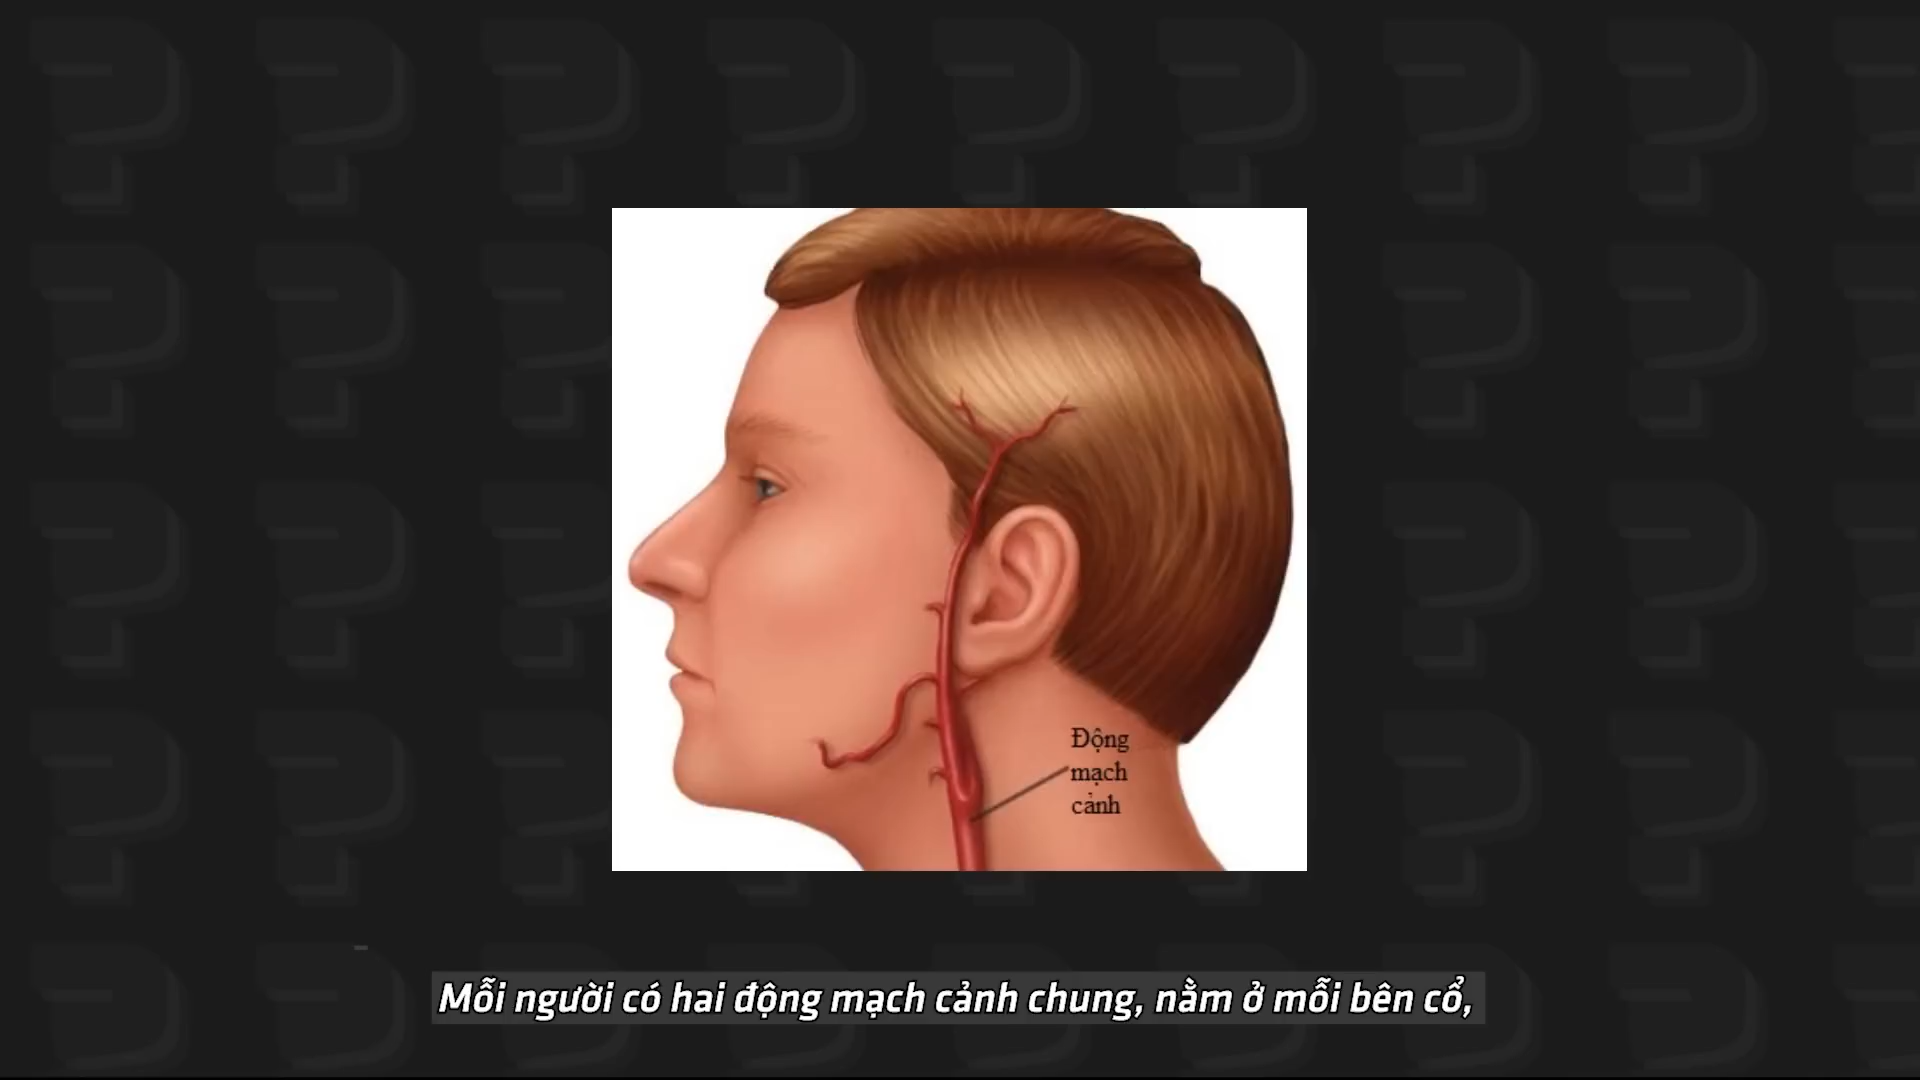 Động
mạch
cảnh
Mỗi người có hai động mạch cảnh chung, nằm ở mỗi bên cổ,